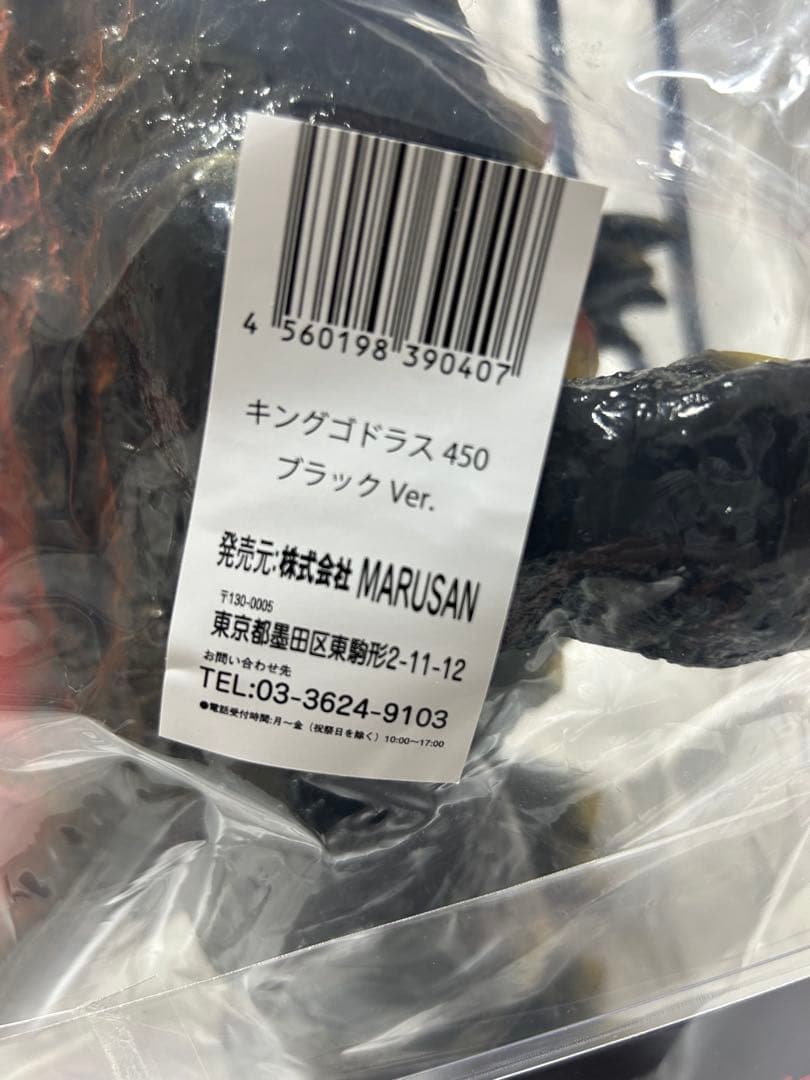 4 560198 390407
キングゴドラス 450
ブラック Ver.
発売元:株式会社 MARUSAN
〒130-0005
東京都墨田区東駒形2-11-12
お問い合わせ先
TEL:03-3624-9103
●電話受付時間:月～金（祝祭日を除く）10:00～17:00